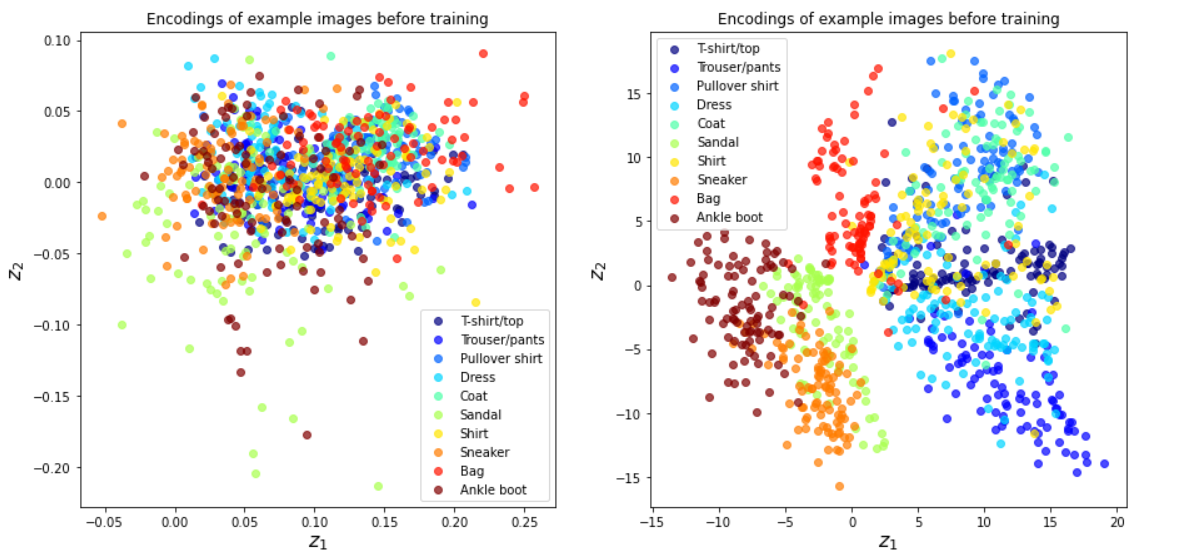 Encodings of example images before training
0.10
0.05
0.00
−0.05
−0.10
−0.15
−0.20
z2
T-shirt/top
Trouser/pants
Pullover shirt
Dress
Coat
Sandal
Shirt
Sneaker
Bag
Ankle boot
−0.05 0.00 0.05 0.10 0.15 0.20 0.25
z1
Encodings of example images before training
T-shirt/top
Trouser/pants
Pullover shirt
Dress
Coat
Sandal
Shirt
Sneaker
Bag
Ankle boot
15
10
5
0
−5
−10
−15
z2
−15 −10 −5 0 5 10 15 20
z1